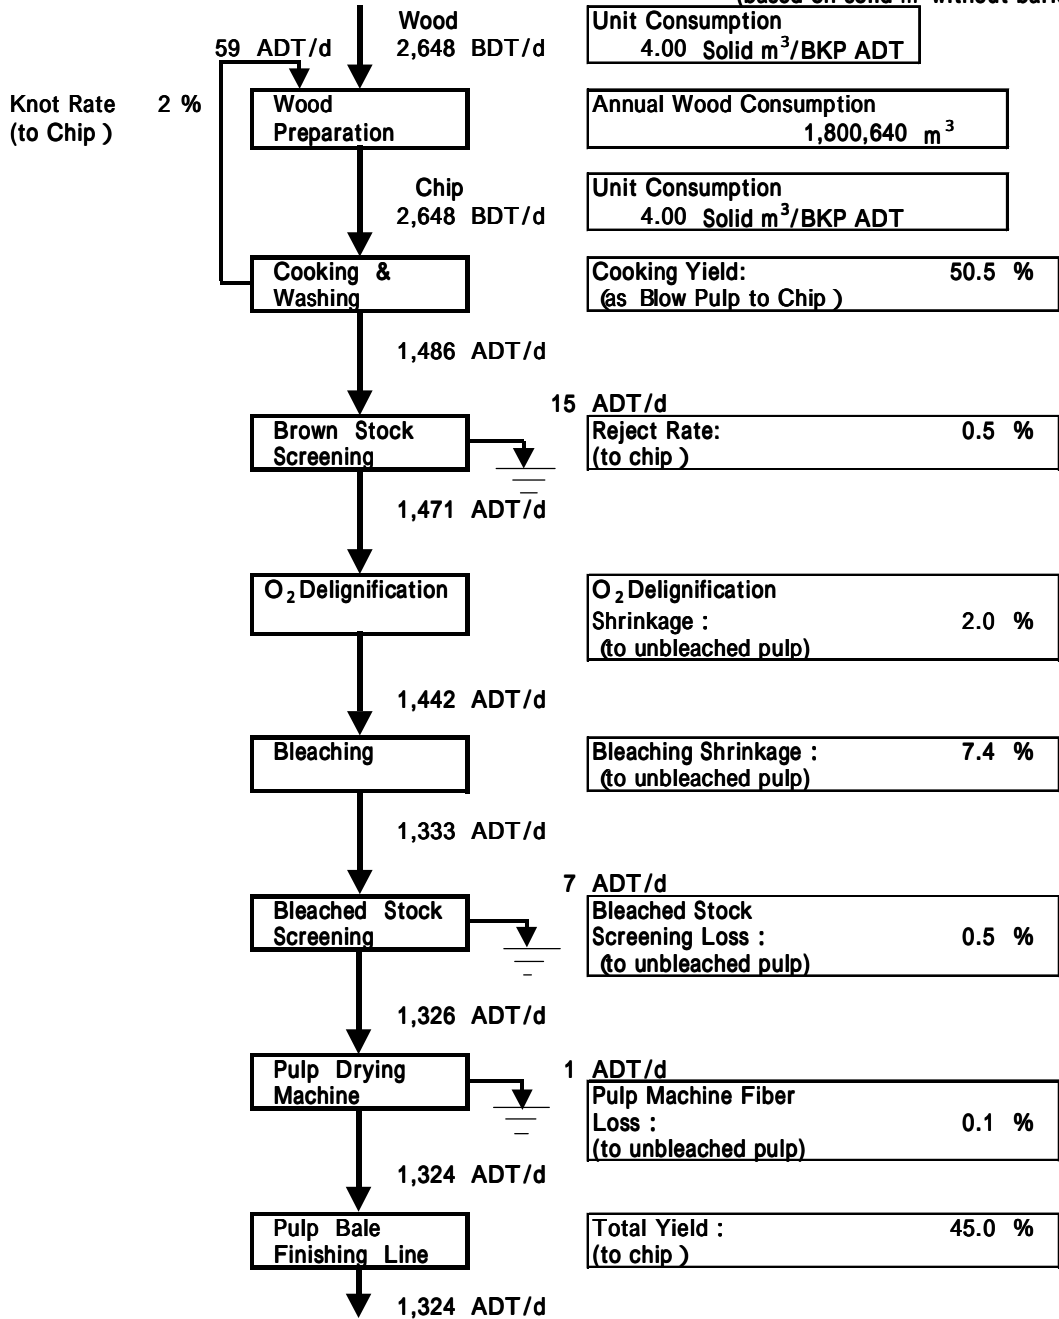 (based on solid m³ without bark
Wood
59 ADT/d
2,648 BDT/d
Unit Consumption
4.00 Solid m³/BKP ADT
Knot Rate 2 %
(to Chip )
Wood
Preparation
Annual Wood Consumption
1,800,640 m³
Chip
2,648 BDT/d
Unit Consumption
4.00 Solid m³/BKP ADT
Cooking &
Washing
Cooking Yield: 50.5 %
(as Blow Pulp to Chip )
1,486 ADT/d
15 ADT/d
Brown Stock
Screening
Reject Rate: 0.5 %
(to chip )
1,471 ADT/d
O₂ Delignification
O₂ Delignification
Shrinkage : 2.0 %
(to unbleached pulp)
1,442 ADT/d
Bleaching
Bleaching Shrinkage : 7.4 %
(to unbleached pulp)
1,333 ADT/d
7 ADT/d
Bleached Stock
Screening
Bleached Stock
Screening Loss : 0.5 %
(to unbleached pulp)
1,326 ADT/d
1 ADT/d
Pulp Drying
Machine
Pulp Machine Fiber
Loss : 0.1 %
(to unbleached pulp)
1,324 ADT/d
Pulp Bale
Finishing Line
Total Yield : 45.0 %
(to chip )
1,324 ADT/d